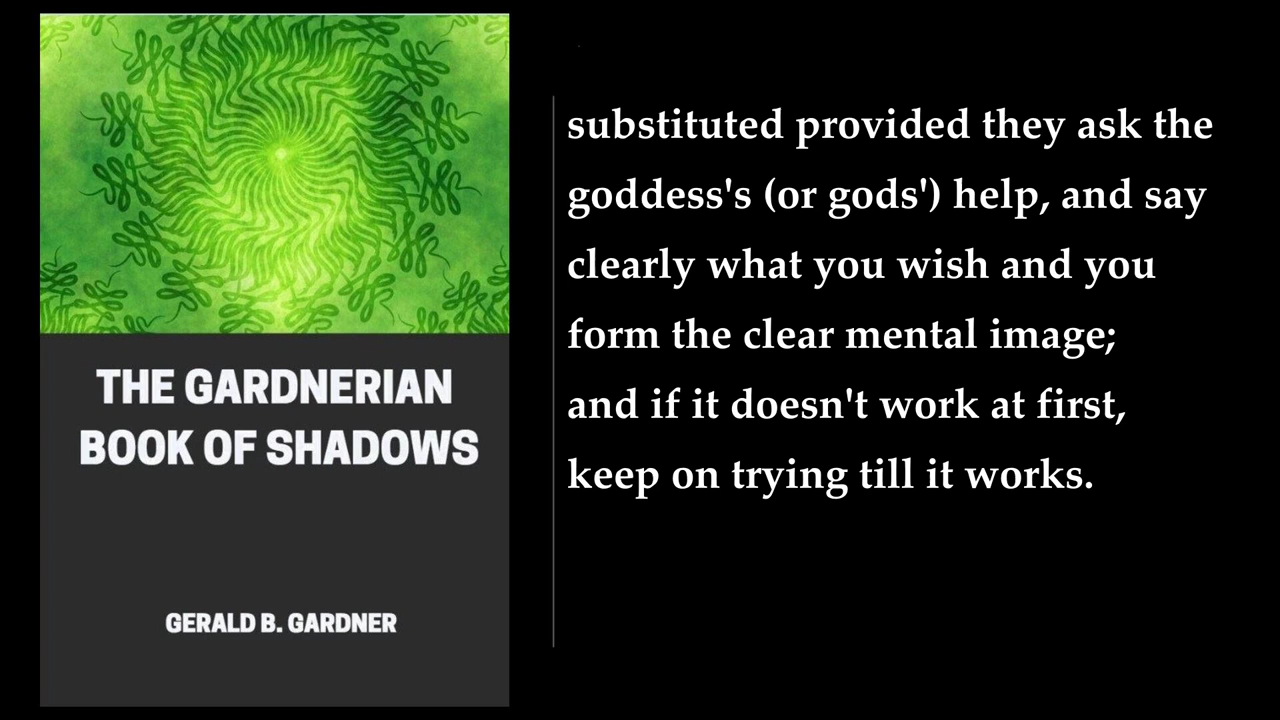 THE GARDNERIAN
BOOK OF SHADOWS
GERALD B. GARDNER
substituted provided they ask the
goddess's (or gods') help, and say
clearly what you wish and you
form the clear mental image;
and if it doesn't work at first,
keep on trying till it works.